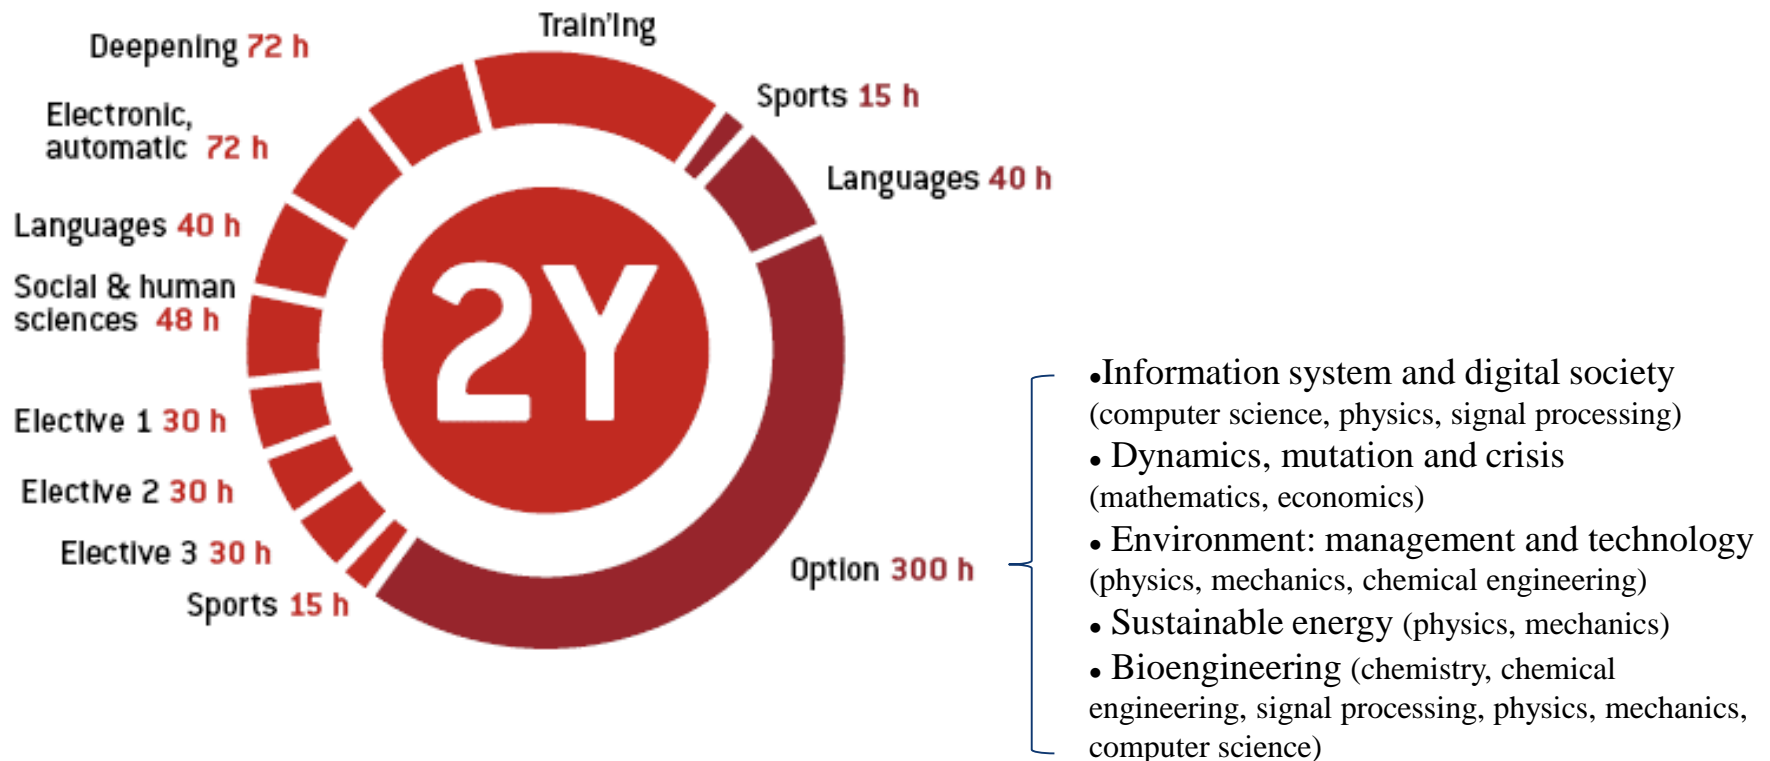 Train'Ing
Deepening 72 h
Sports 15 h
Electronic,
automatic 72 h
Languages 40 h
Languages 40 h
Social & human
sciences 48 h
2Y
Elective 1 30 h
Elective 2 30 h
Elective 3 30 h
Sports 15 h
Option 300 h
•Information system and digital society
(computer science, physics, signal processing)
• Dynamics, mutation and crisis
(mathematics, economics)
• Environment: management and technology
(physics, mechanics, chemical engineering)
• Sustainable energy (physics, mechanics)
• Bioengineering (chemistry, chemical
engineering, signal processing, physics, mechanics,
computer science)